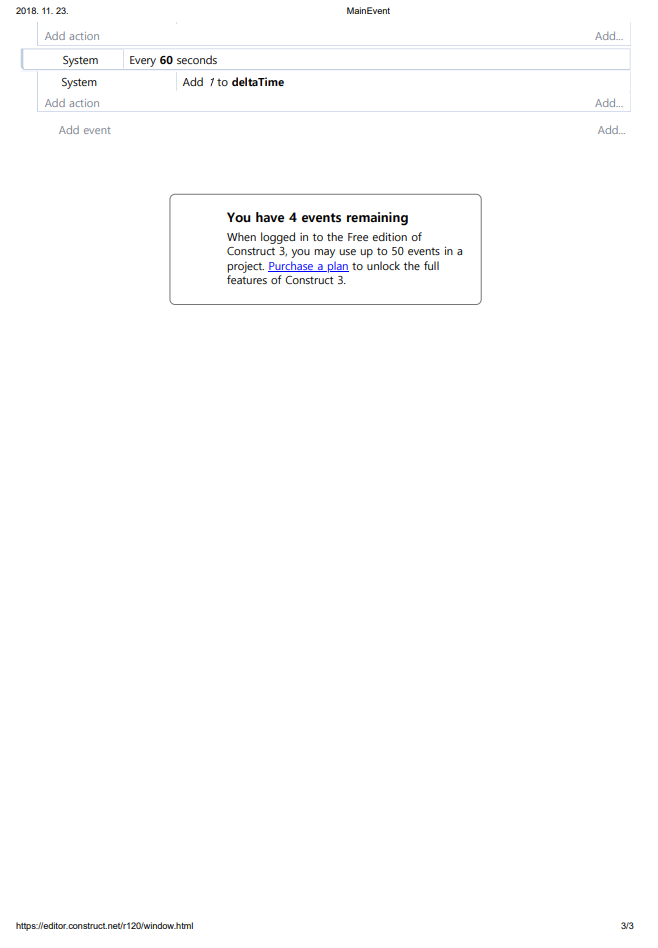 2018. 11. 23. MainEvent
Add action Add...
System Every 60 seconds
System Add 1 to deltaTime
Add action Add...
Add event Add...
You have 4 events remaining
When logged in to the Free edition of
Construct 3, you may use up to 50 events in a
project. Purchase a plan to unlock the full
features of Construct 3.
https://editor.construct.net/r120/window.html 3/3